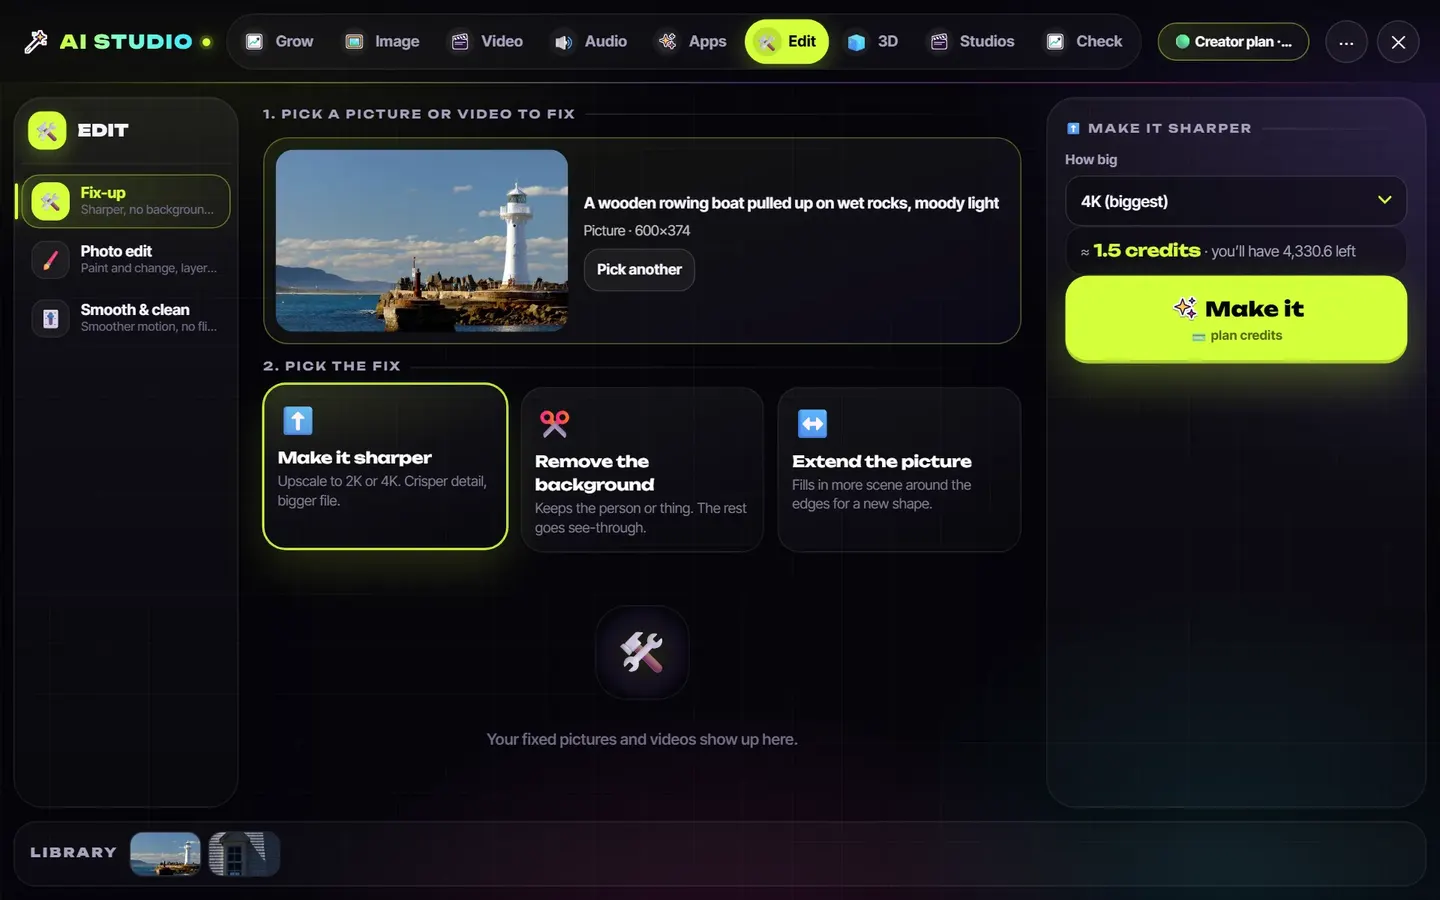 AI STUDIO
Grow
Image
Video
Audio
Apps
Edit
3D
Studios
Check
Creator plan ·...
EDIT
Fix-up
Sharper, no backgroun...
Photo edit
Paint and change, layer...
Smooth & clean
Smoother motion, no fli...
1. PICK A PICTURE OR VIDEO TO FIX
A wooden rowing boat pulled up on wet rocks, moody light
Picture · 600×374
Pick another
2. PICK THE FIX
Make it sharper
Upscale to 2K or 4K. Crisper detail,
bigger file.
Remove the
background
Keeps the person or thing. The rest
goes see-through.
Extend the picture
Fills in more scene around the
edges for a new shape.
Your fixed pictures and videos show up here.
MAKE IT SHARPER
How big
4K (biggest)
≈ 1.5 credits · you'll have 4,330.6 left
Make it
plan credits
LIBRARY